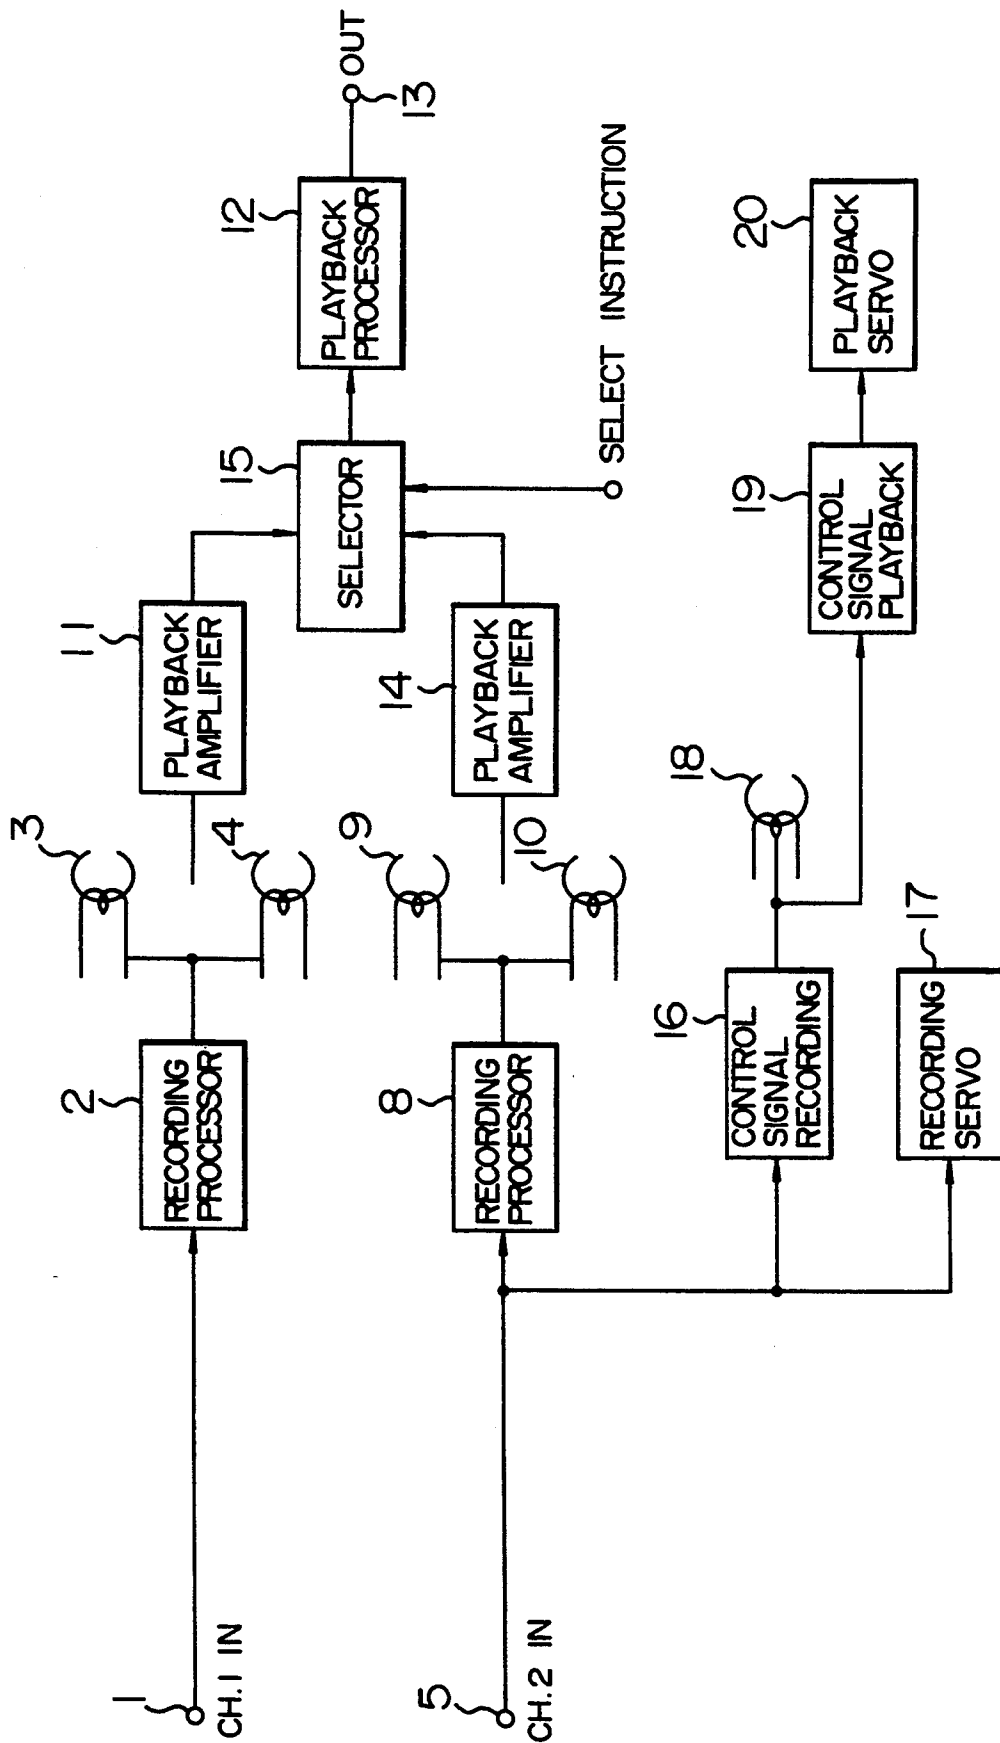 1
CH.1 IN
2
RECORDING
PROCESSOR
3
4
11
PLAYBACK
AMPLIFIER
15
SELECTOR
12
PLAYBACK
PROCESSOR
OUT
13
5
CH.2 IN
8
RECORDING
PROCESSOR
9
10
14
PLAYBACK
AMPLIFIER
SELECT INSTRUCTION
16
CONTROL
SIGNAL
RECORDING
18
19
CONTROL
SIGNAL
PLAYBACK
20
PLAYBACK
SERVO
17
RECORDING
SERVO